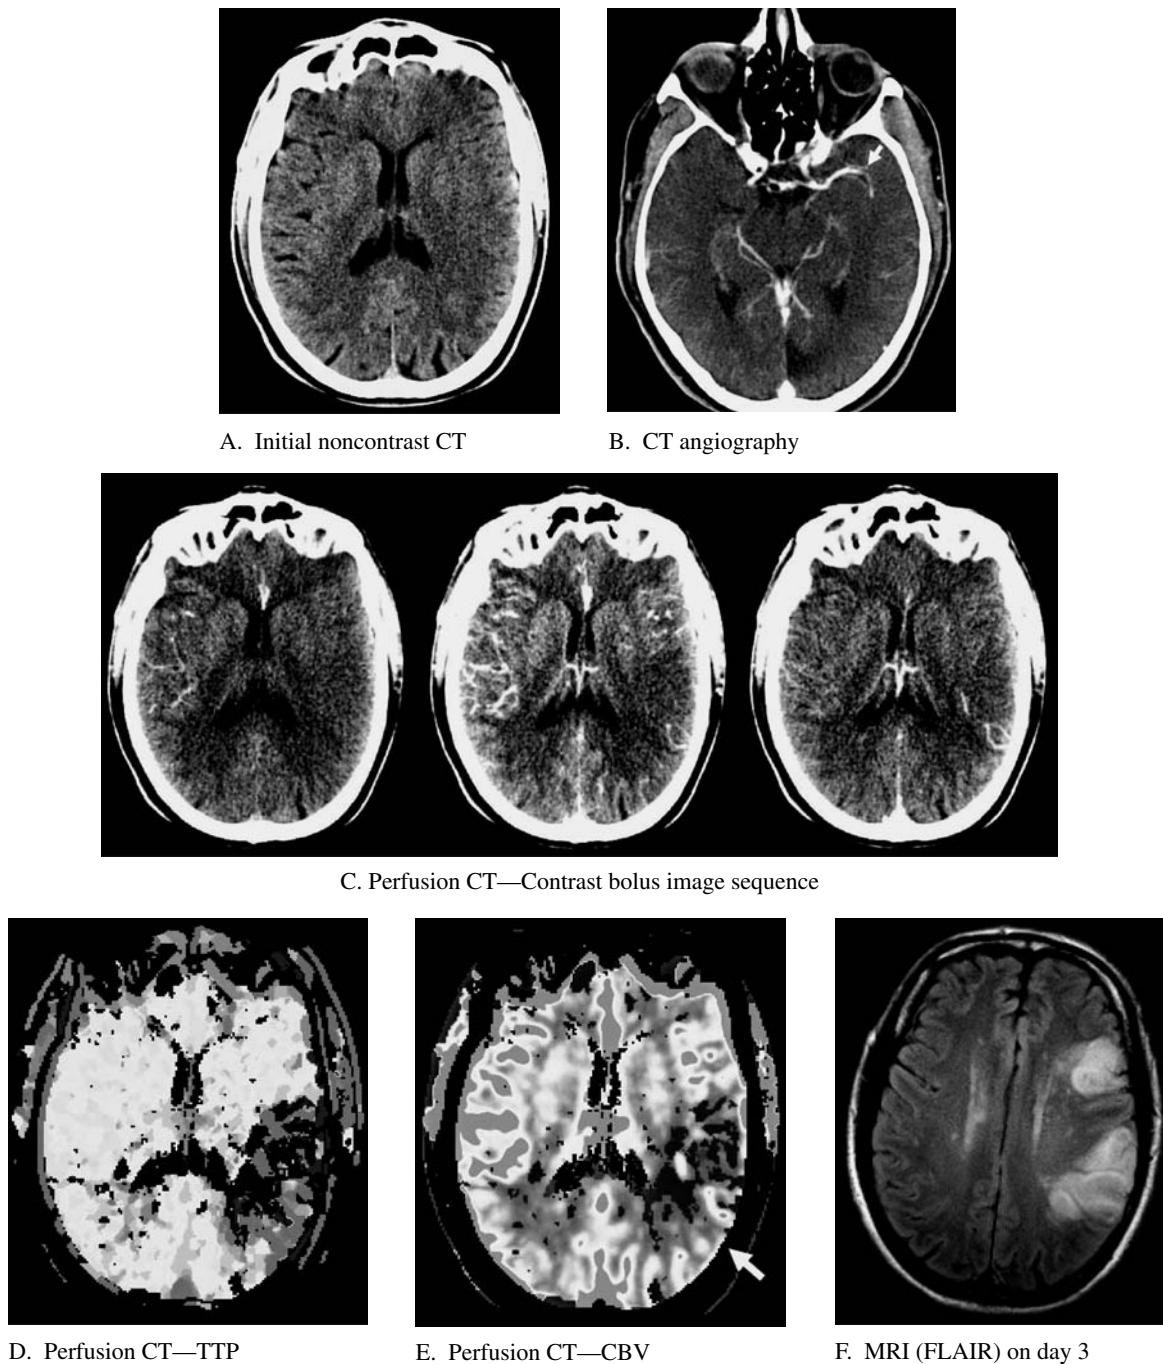 A. Initial noncontrast CT
B. CT angiography
C. Perfusion CT—Contrast bolus image sequence
D. Perfusion CT—TTP
E. Perfusion CT—CBV
F. MRI (FLAIR) on day 3